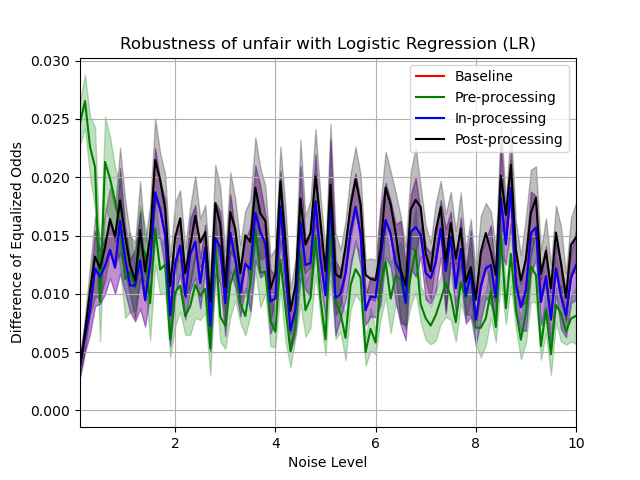 Robustness of unfair with Logistic Regression (LR)
0.030
0.025
0.020
0.015
0.010
0.005
0.000
Difference of Equalized Odds
Baseline
Pre-processing
In-processing
Post-processing
2
4
6
8
10
Noise Level